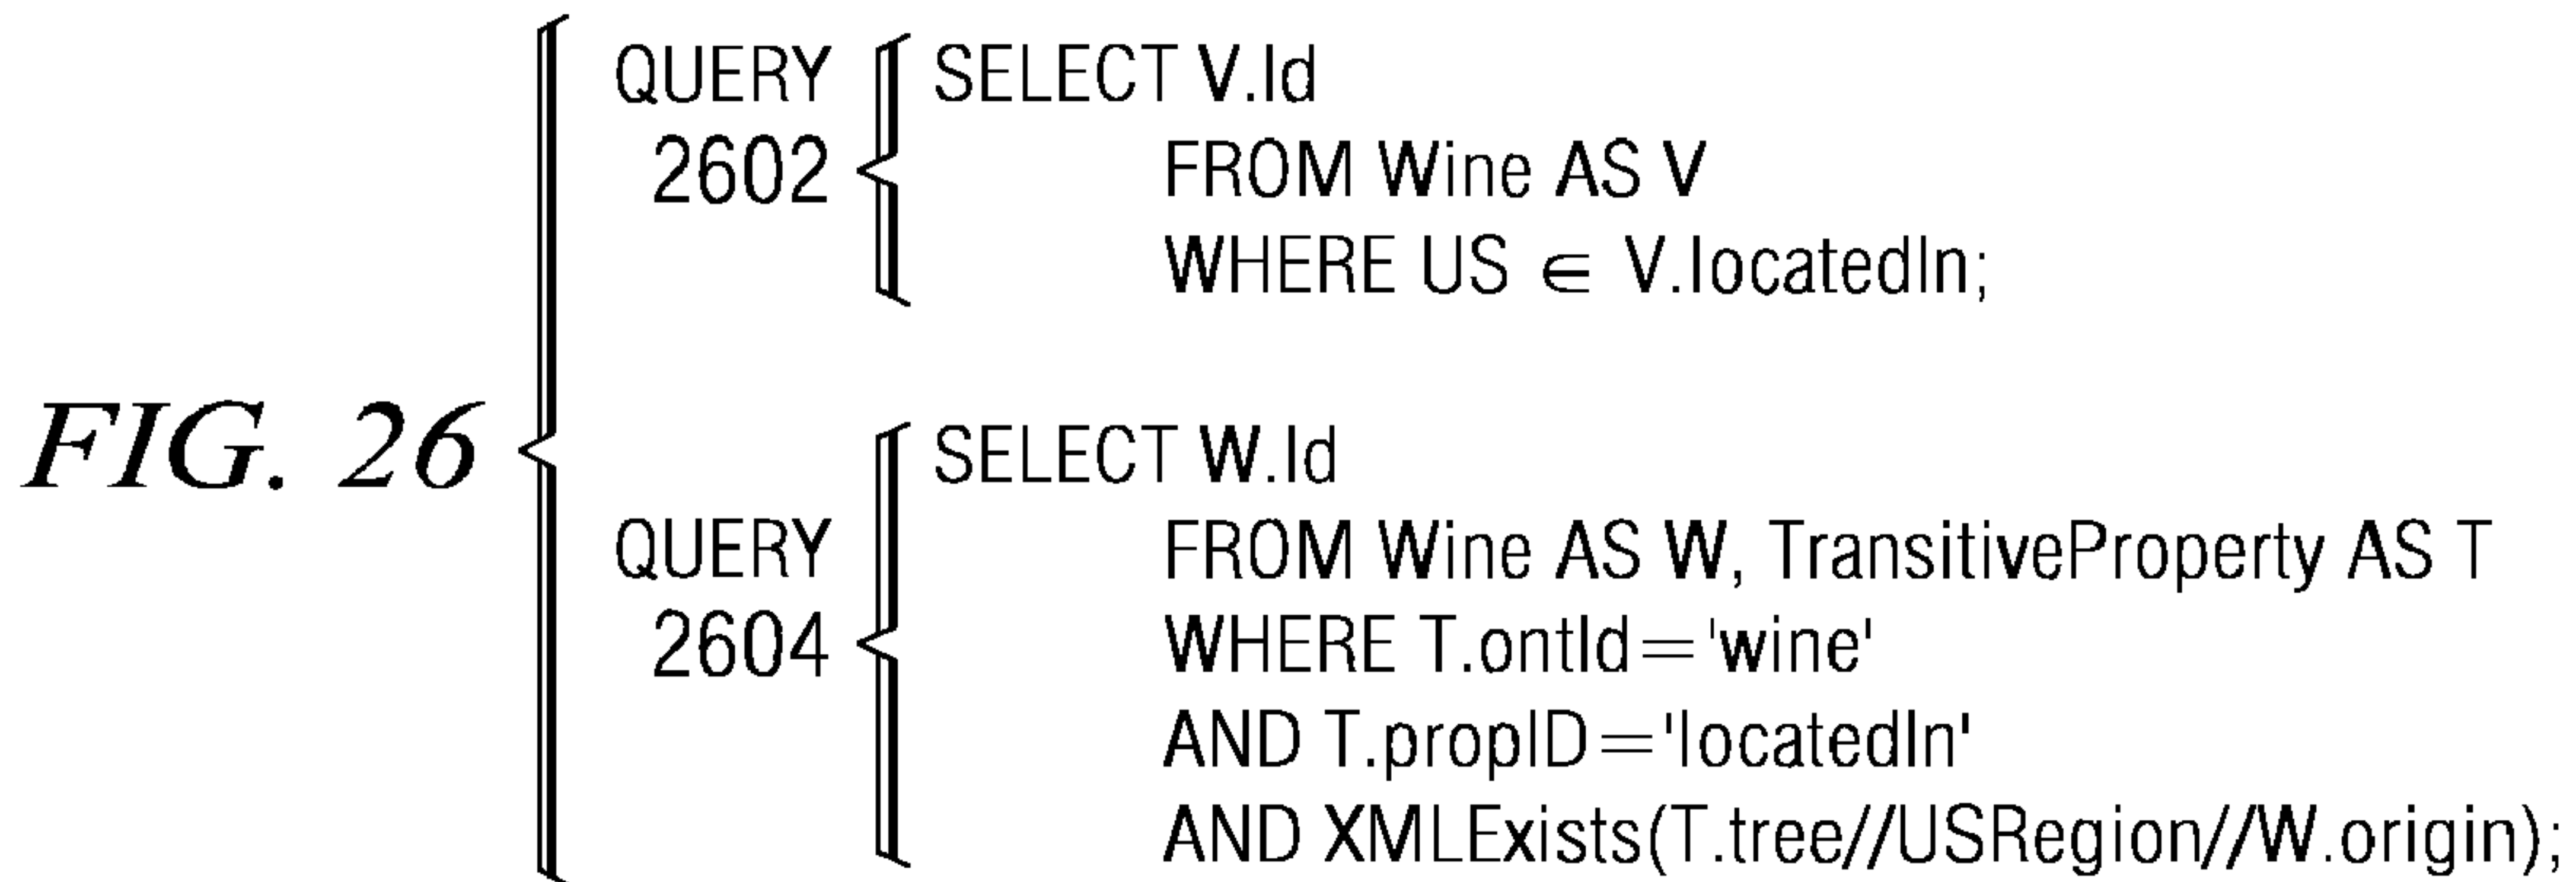 FIG. 26
QUERY
2602
SELECT V.Id
FROM Wine AS V
WHERE US ∈ V.locatedIn;
QUERY
2604
SELECT W.Id
FROM Wine AS W, TransitiveProperty AS T
WHERE T.ontId='wine'
AND T.propID='locatedIn'
AND XMLExists(T.tree//USRegion//W.origin);